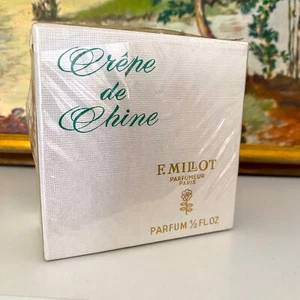 Crêpe
de
Chine
F. MILLOT
PARFUMEUR
PARIS
PARFUM ½ FL OZ